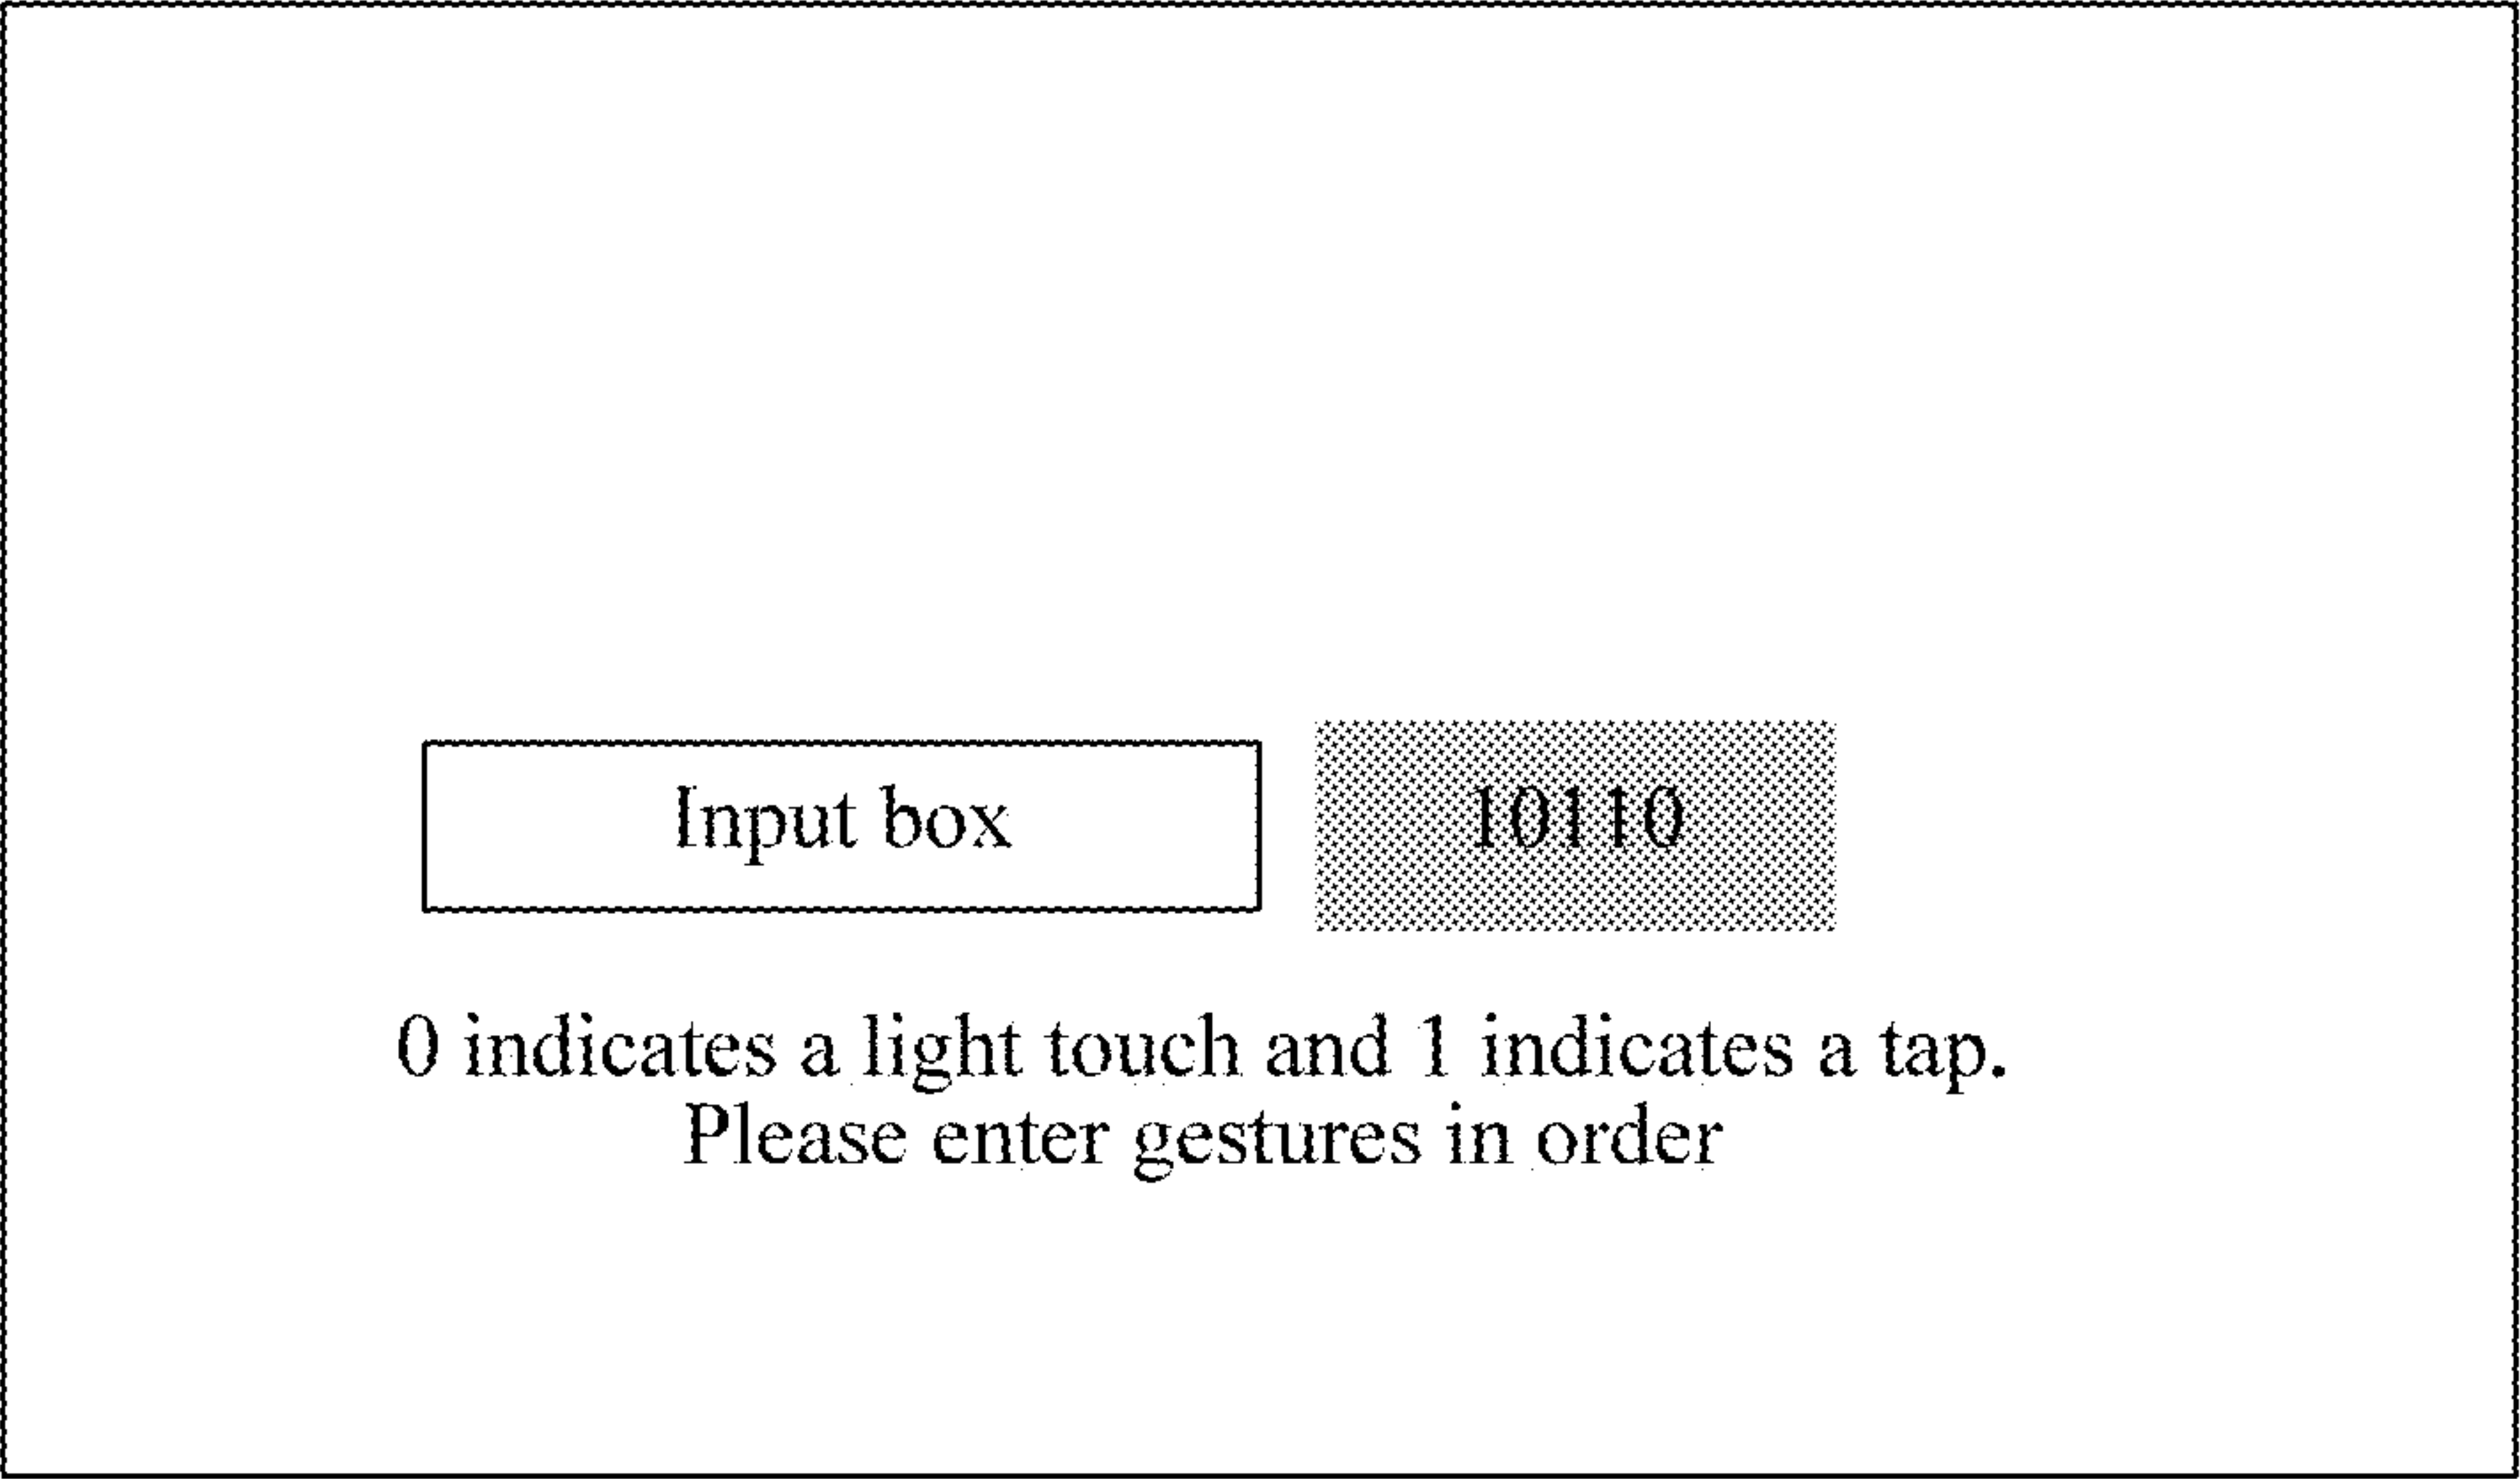 Input box 10110
0 indicates a light touch and 1 indicates a tap.
Please enter gestures in order